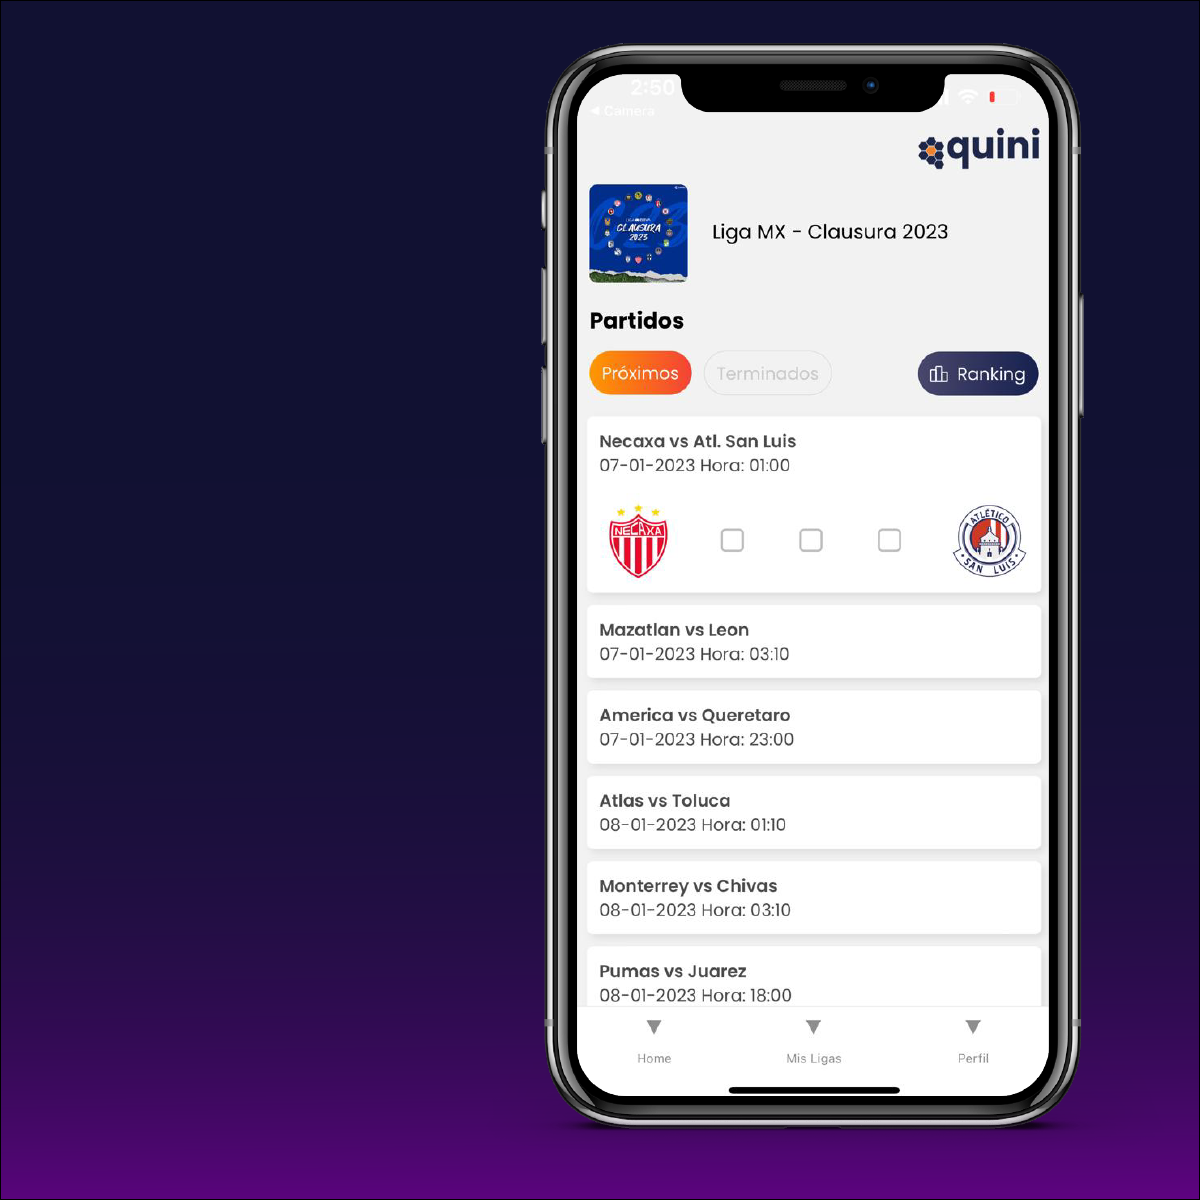 2:50
◀ Camera
quini
CLAUSURA
2023
Liga MX - Clausura 2023
Partidos
Próximos
Terminados
Ranking
Necaxa vs Atl. San Luis
07-01-2023 Hora: 01:00
NECAXA
ATLÉTICO
SAN LUIS
Mazatlan vs Leon
07-01-2023 Hora: 03:10
America vs Queretaro
07-01-2023 Hora: 23:00
Atlas vs Toluca
08-01-2023 Hora: 01:10
Monterrey vs Chivas
08-01-2023 Hora: 03:10
Pumas vs Juarez
08-01-2023 Hora: 18:00
Home
Mis Ligas
Perfil